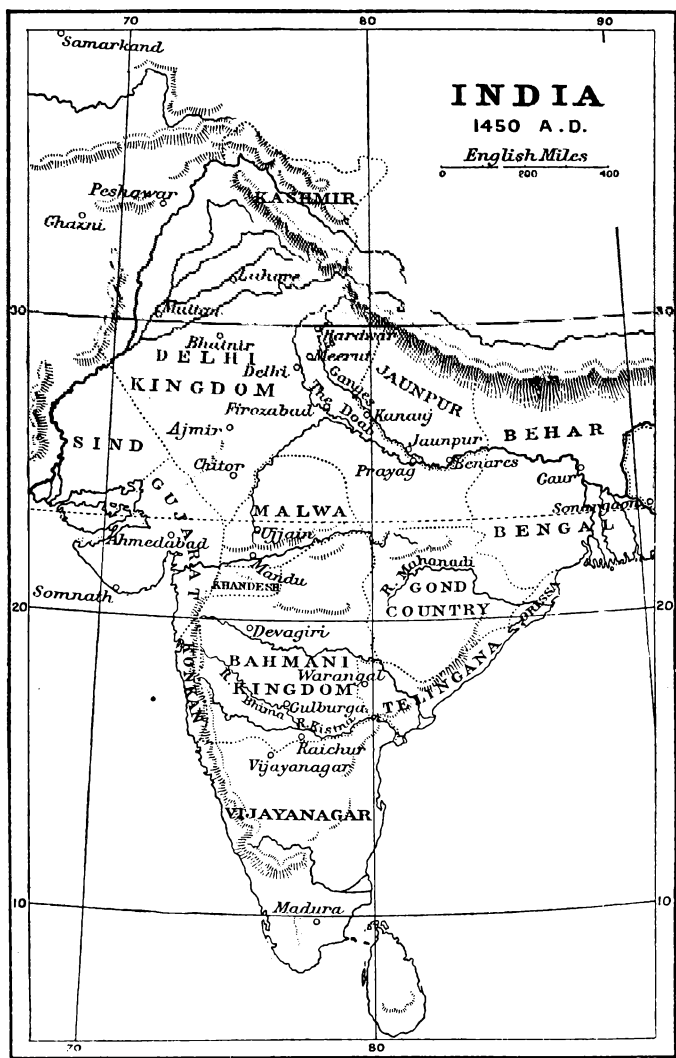 70
80
90
Samarkand
INDIA
1450 A.D.
English Miles
0 100 200 400
Peshawar
KASHMIR
Ghazni
Luhore
30
Multan
30
Hardwar
Bhatnir
DELHI
Meerut
Delhi
JAUNPUR
KINGDOM
Ganges
The Doab
Firozabad
Kanauj
Ajmir
Jaunpur
BEHAR
SIND
Chitor
Prayag
Benares
Gaur
GUJARAT
Sonargaon
MALWA
BENGAL
Ujjain
Ahmedabad
Mandu
R. Mahanadi
KHANDESH
GOND
COUNTRY
Somnath
20
20
ORISSA
Devagiri
BAHMANI
Warangal
KINGDOM
TELINGANA
KONKAN
R. Bhima
Gulburga
R. Kistna
Raichur
Vijayanagar
VIJAYANAGAR
10
10
Madura
70
80
90